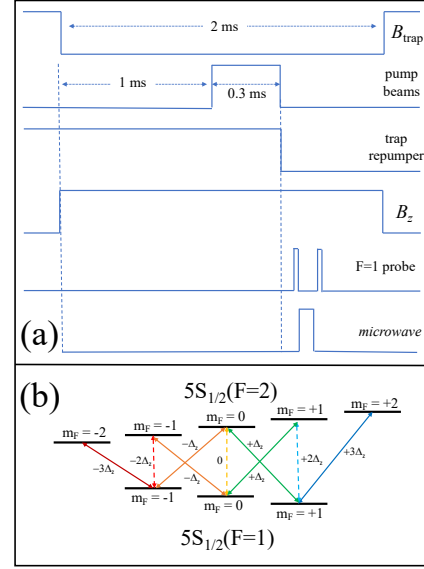 B_trap
2 ms
pump
beams
1 ms
0.3 ms
trap
repumper
B_z
F=1 probe
(a)
microwave
(b)
5S_1/2(F=2)
m_F = -2
m_F = -1
m_F = 0
m_F = +1
m_F = +2
−3Δ_z
−2Δ_z
−Δ_z
−Δ_z
0
+Δ_z
+Δ_z
+2Δ_z
+3Δ_z
m_F = -1
m_F = 0
m_F = +1
5S_1/2(F=1)